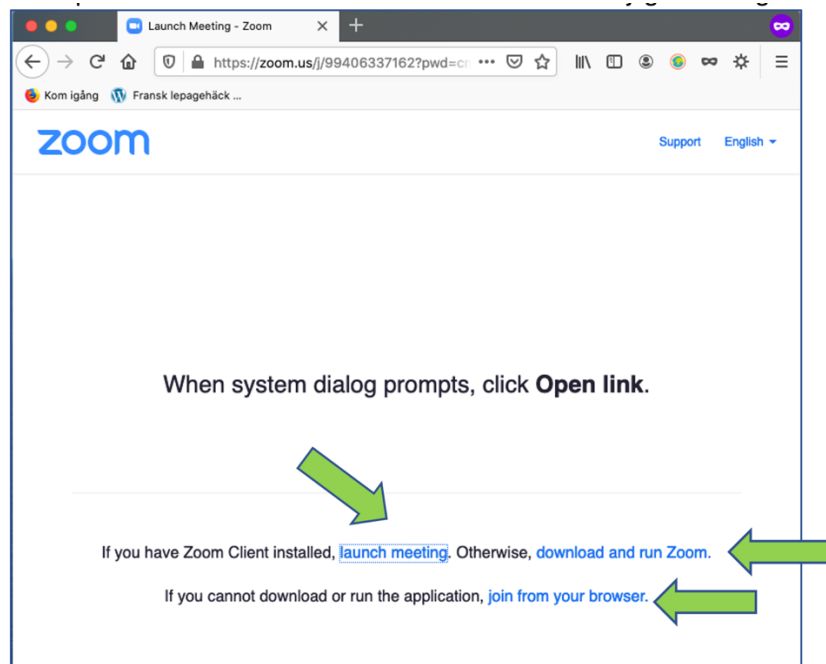 Launch Meeting - Zoom
https://zoom.us/j/99406337162?pwd=c
Kom igång Fransk lepagehäck ...
zoom
Support English
When system dialog prompts, click Open link.
If you have Zoom Client installed, launch meeting. Otherwise, download and run Zoom.
If you cannot download or run the application, join from your browser.